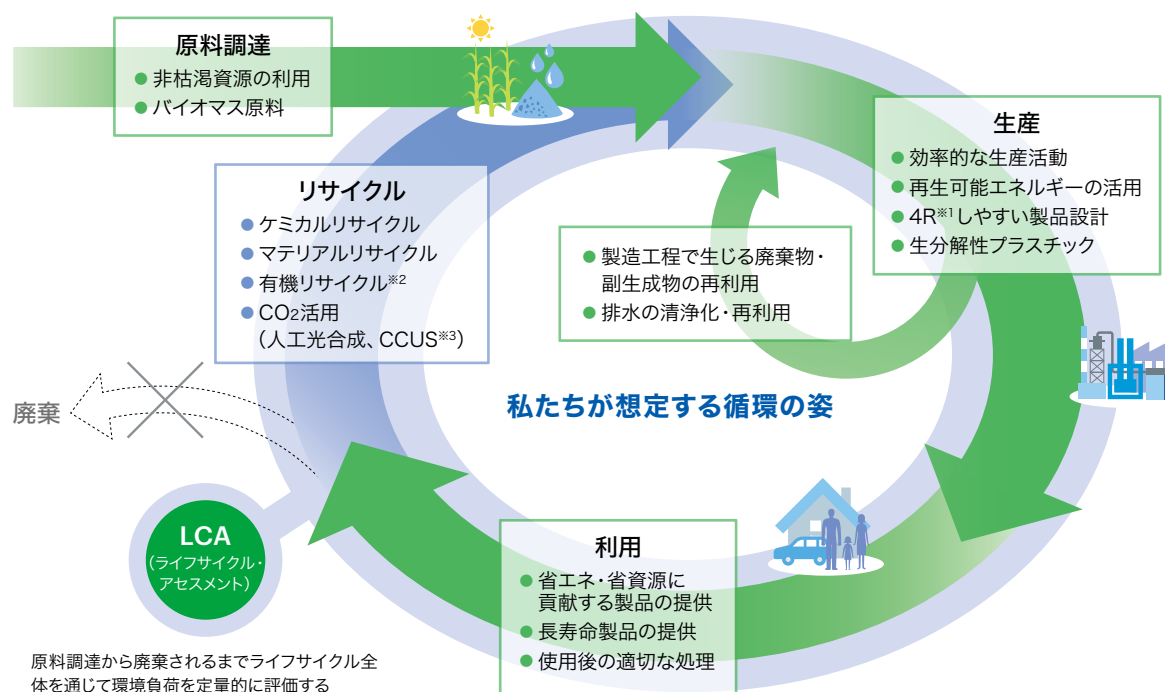 原料調達
● 非枯渇資源の利用
● バイオマス原料
生産
● 効率的な生産活動
● 再生可能エネルギーの活用
● 4R※1しやすい製品設計
● 生分解性プラスチック
リサイクル
● ケミカルリサイクル
● マテリアルリサイクル
● 有機リサイクル※2
● CO2活用
（人工光合成、CCUS※3）
● 製造工程で生じる廃棄物・
副生成物の再利用
● 排水の清浄化・再利用
私たちが想定する循環の姿
廃棄
LCA
（ライフサイクル・
アセスメント）
利用
● 省エネ・省資源に
貢献する製品の提供
● 長寿命製品の提供
● 使用後の適切な処理
原料調達から廃棄されるまでライフサイクル全
体を通じて環境負荷を定量的に評価する